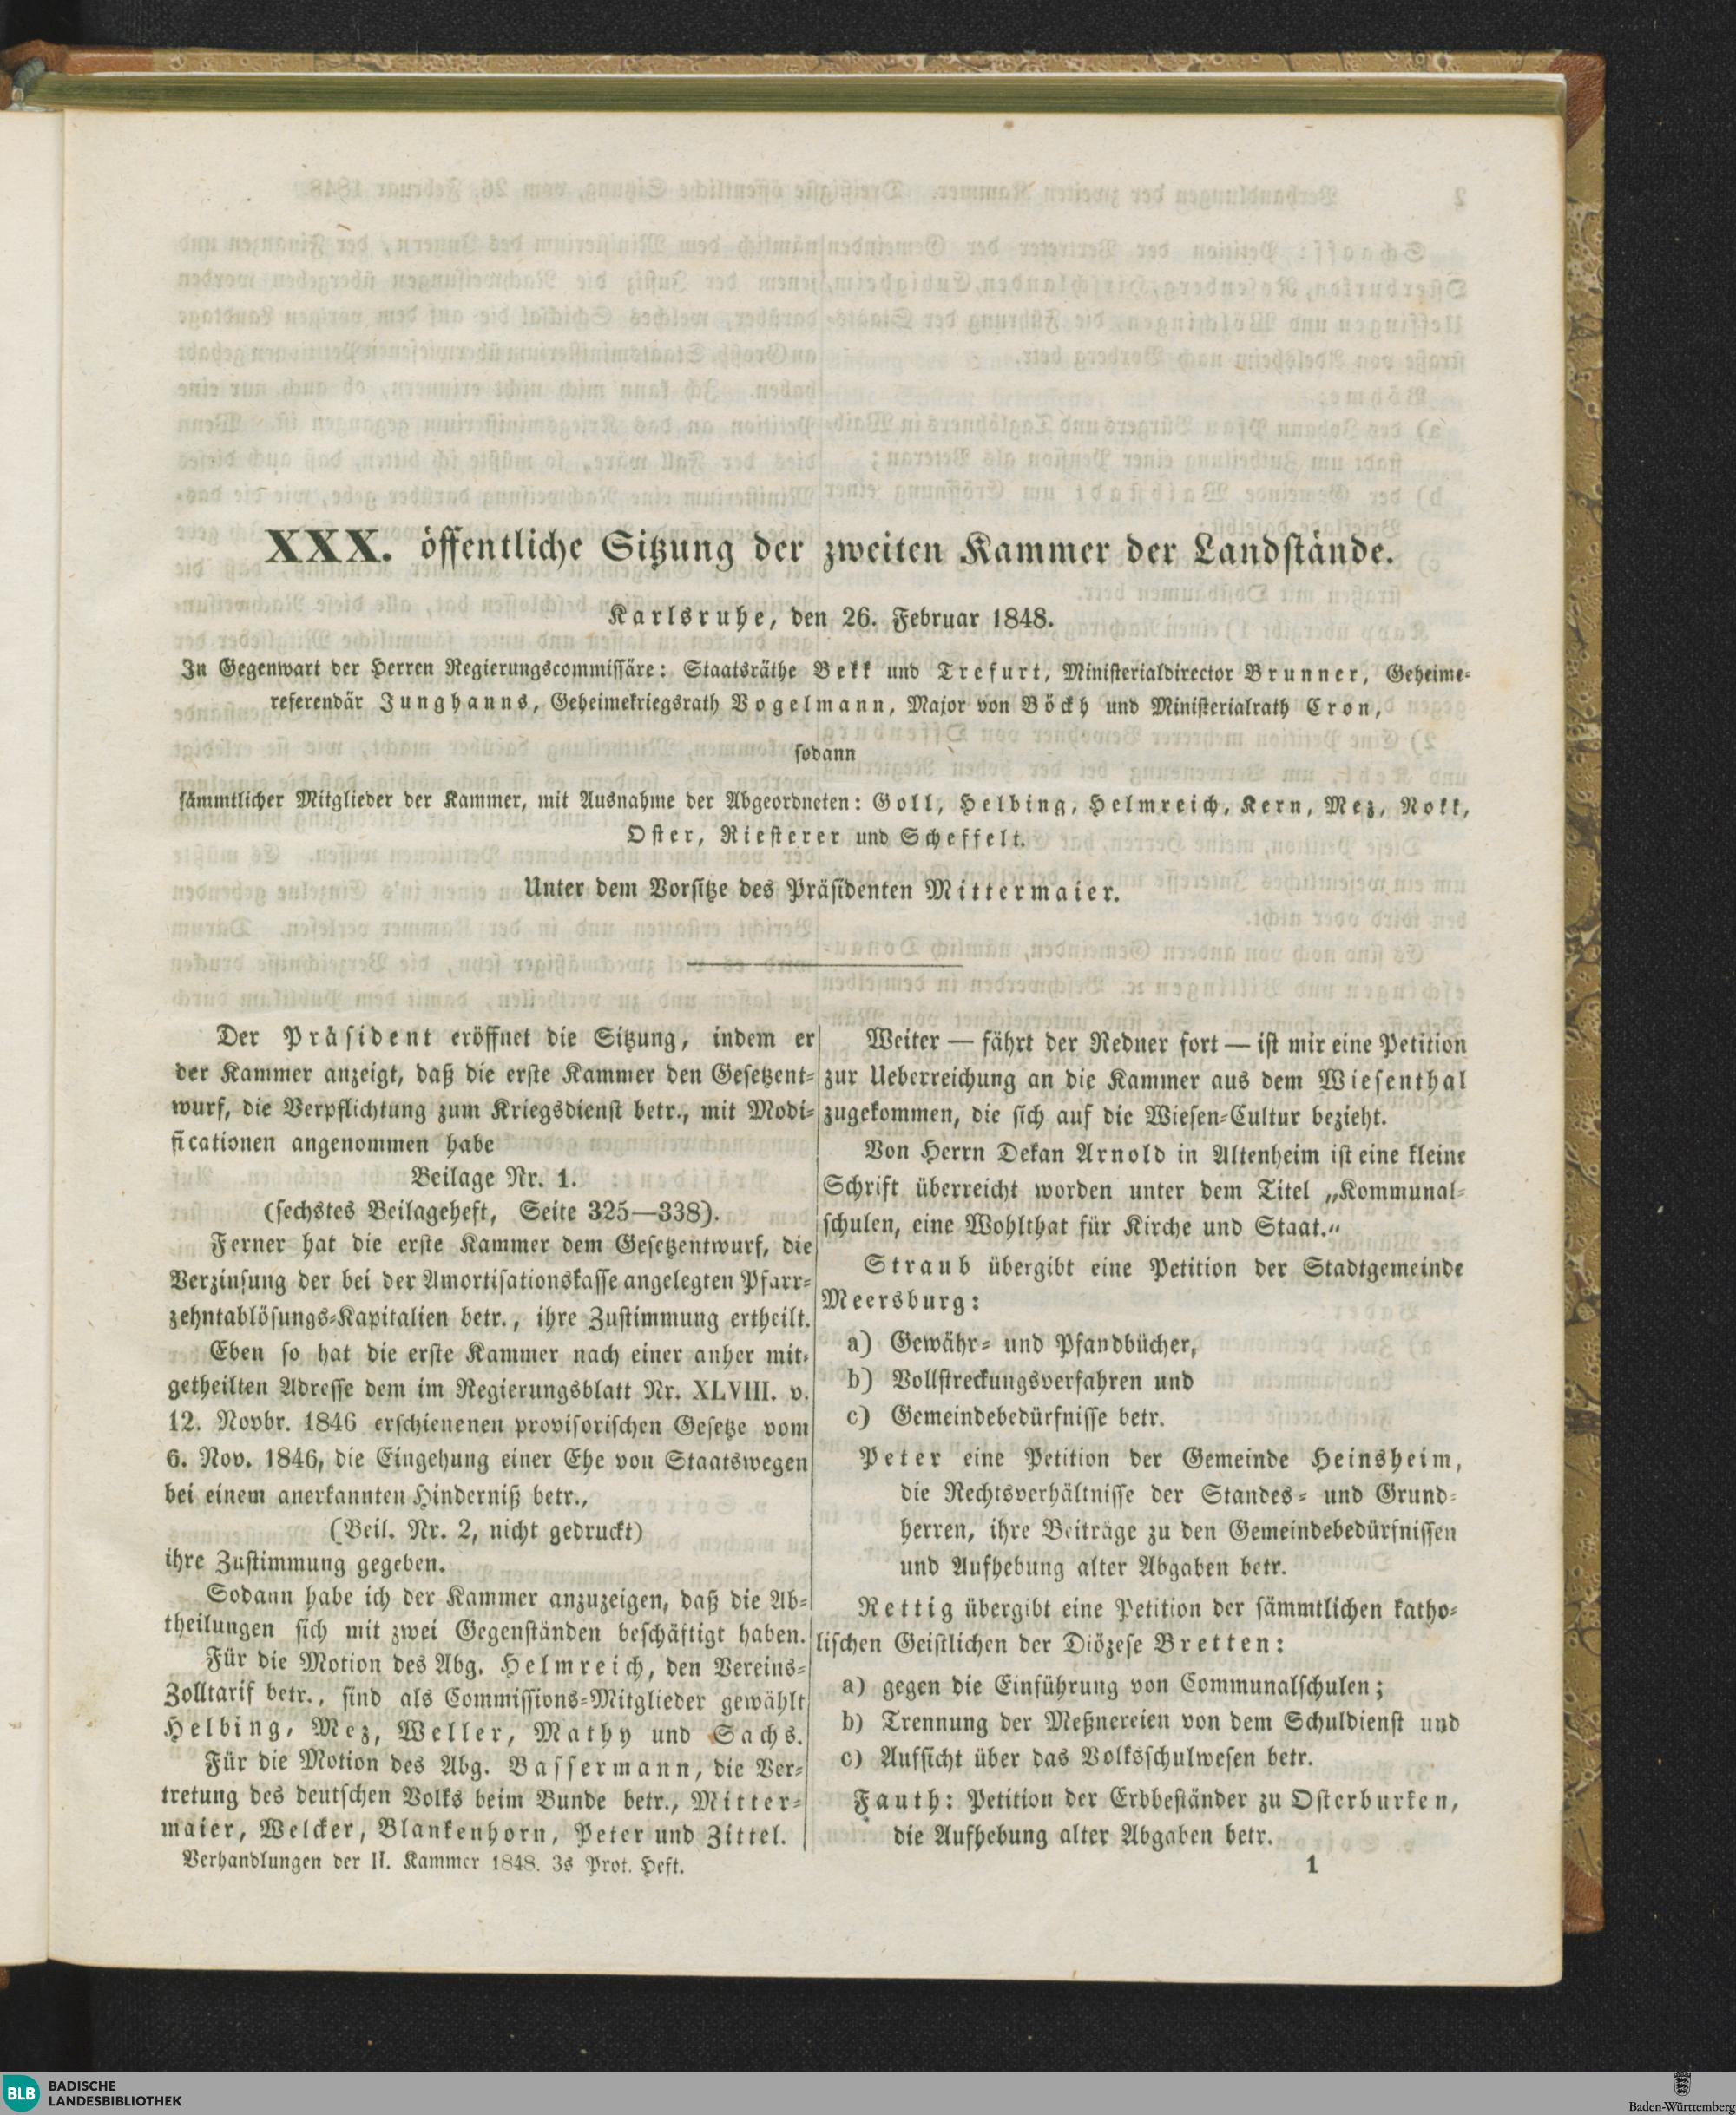 XXX. öffentliche Sitzung der zweiten Kammer der Landstände.
Karlsruhe, den 26. Februar 1848.
In Gegenwart der Herren Regierungscommissäre: Staatsräthe Bekk und Trefurt, Ministerialdirector Brunner, Geheime-
referendär Junghanns, Geheimekriegsrath Vogelmann, Major von Böckh und Ministerialrath Cron,
sodann
sämmtlicher Mitglieder der Kammer, mit Ausnahme der Abgeordneten: Goll, Helbing, Helmreich, Kern, Mez, Nokk,
Oster, Riesterer und Scheffelt.
Unter dem Vorsitze des Präsidenten Mittermaier.
Der Präsident eröffnet die Sitzung, indem er
der Kammer anzeigt, daß die erste Kammer den Gesetzent-
wurf, die Verpflichtung zum Kriegsdienst betr., mit Modi-
ficationen angenommen habe
Beilage Nr. 1.
(sechstes Beilageheft, Seite 325—338).
Ferner hat die erste Kammer dem Gesetzentwurf, die
Verzinsung der bei der Amortisationskasse angelegten Pfarr-
zehntablösungs-Kapitalien betr., ihre Zustimmung ertheilt.
Eben so hat die erste Kammer nach einer anher mit-
getheilten Adresse dem im Regierungsblatt Nr. XLVIII. v.
12. Novbr. 1846 erschienenen provisorischen Gesetze vom
6. Nov. 1846, die Eingehung einer Ehe von Staatswegen
bei einem anerkannten Hinderniß betr.,
(Beil. Nr. 2, nicht gedruckt)
ihre Zustimmung gegeben.
Sodann habe ich der Kammer anzuzeigen, daß die Ab-
theilungen sich mit zwei Gegenständen beschäftigt haben.
Für die Motion des Abg. Helmreich, den Vereins-
Zolltarif betr., sind als Commissions-Mitglieder gewählt
Helbing, Mez, Weller, Mathy und Sachs.
Für die Motion des Abg. Bassermann, die Ver-
tretung des deutschen Volks beim Bunde betr., Mitter-
maier, Welcker, Blankenhorn, Peter und Zittel.
Verhandlungen der II. Kammer 1848. 3s Prot. Heft.
Weiter — fährt der Redner fort — ist mir eine Petition
zur Ueberreichung an die Kammer aus dem Wiesenthal
zugekommen, die sich auf die Wiesen-Cultur bezieht.
Von Herrn Dekan Arnold in Altenheim ist eine kleine
Schrift überreicht worden unter dem Titel „Kommunal-
schulen, eine Wohlthat für Kirche und Staat.“
Straub übergibt eine Petition der Stadtgemeinde
Meersburg:
a) Gewähr- und Pfandbücher,
b) Vollstreckungsverfahren und
c) Gemeindebedürfnisse betr.
Peter eine Petition der Gemeinde Heinsheim,
die Rechtsverhältnisse der Standes- und Grund-
herren, ihre Beiträge zu den Gemeindebedürfnissen
und Aufhebung alter Abgaben betr.
Rettig übergibt eine Petition der sämmtlichen katho-
lischen Geistlichen der Diözese Bretten:
a) gegen die Einführung von Communalschulen;
b) Trennung der Meßnereien von dem Schuldienst und
c) Aufsicht über das Volksschulwesen betr.
Fauth: Petition der Erbbeständer zu Osterburken,
die Aufhebung alter Abgaben betr.
1
BLB BADISCHE
LANDESBIBLIOTHEK
Baden-Württemberg